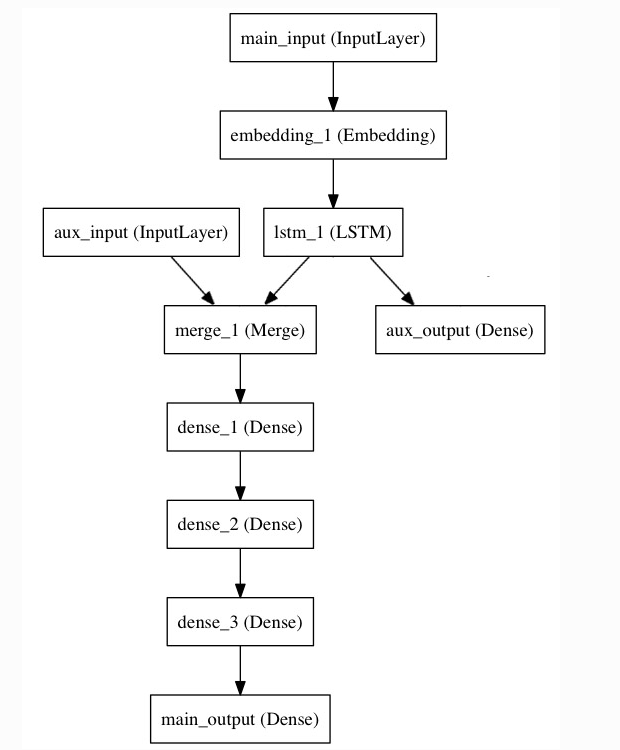 main_input (InputLayer)
embedding_1 (Embedding)
aux_input (InputLayer)
lstm_1 (LSTM)
merge_1 (Merge)
aux_output (Dense)
dense_1 (Dense)
dense_2 (Dense)
dense_3 (Dense)
main_output (Dense)